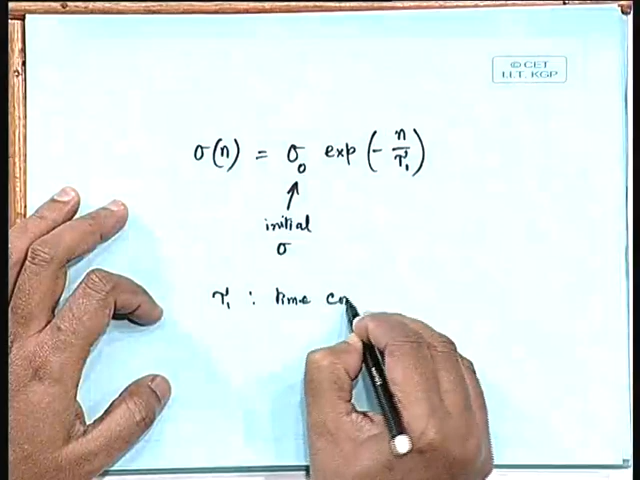 © CET
I.I.T. KGP
σ(n) = σ₀ exp(-n/τ₁)
initial
σ
τ₁ : time co